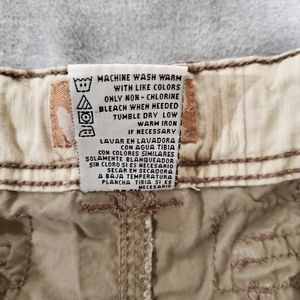 MACHINE WASH WARM
WITH LIKE COLORS
ONLY NON-CHLORINE
BLEACH WHEN NEEDED
TUMBLE DRY LOW
WARM IRON
IF NECESSARY
LAVAR EN LAVADORA
CON AGUA TIBIA
CON COLORES SIMILARES
SOLAMENTE BLANQUEADOR
SIN CLORO SI ES NECESARIO
SECAR EN SECADORA
A BAJA TEMPERATURA
PLANCHA TIBIA SI ES
NECESARIO